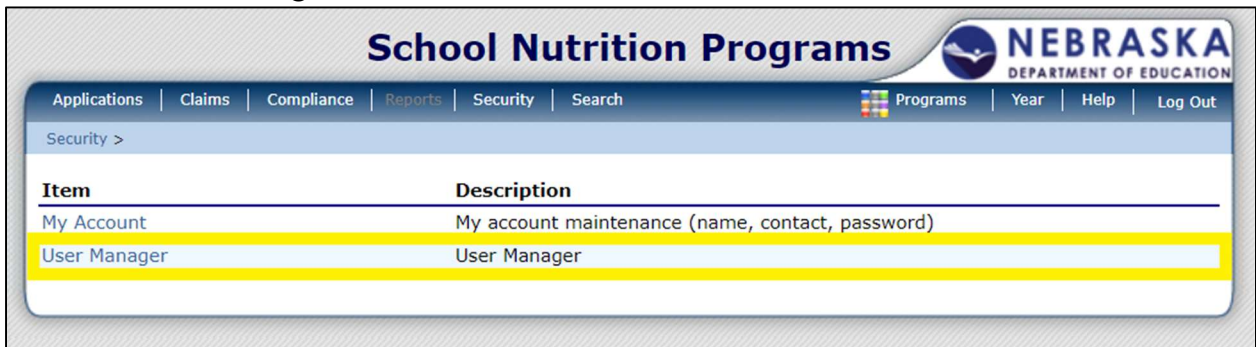 School Nutrition Programs
NEBRASKA
DEPARTMENT OF EDUCATION
Applications | Claims | Compliance | Reports | Security | Search Programs | Year | Help | Log Out
Security >
Item Description
My Account My account maintenance (name, contact, password)
User Manager User Manager